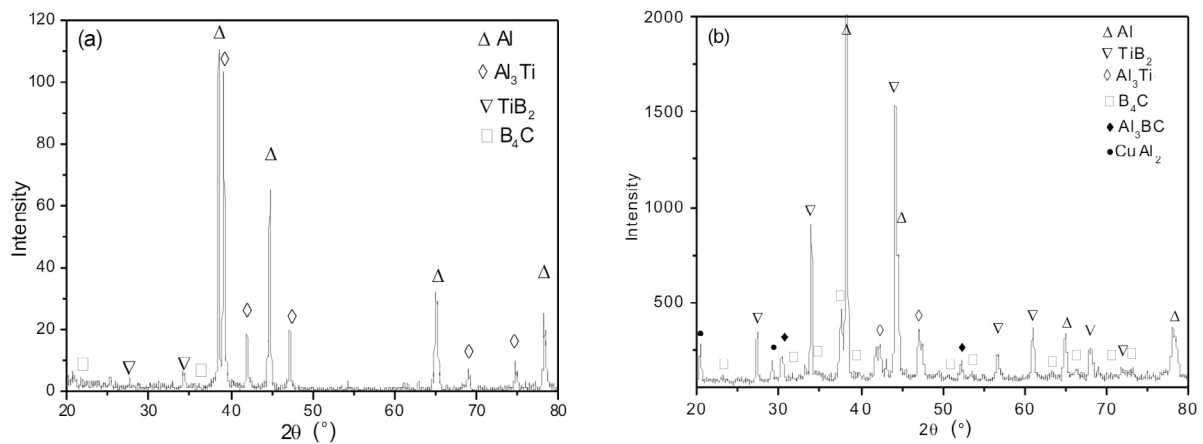 (a)
Al
Al₃Ti
TiB₂
B₄C
Intensity
120
100
80
60
40
20
0
20 30 40 50 60 70 80
2θ (°)
(b)
Al
TiB₂
Al₃Ti
B₄C
Al₃BC
CuAl₂
Intensity
2000
1500
1000
500
20 30 40 50 60 70 80
2θ (°)